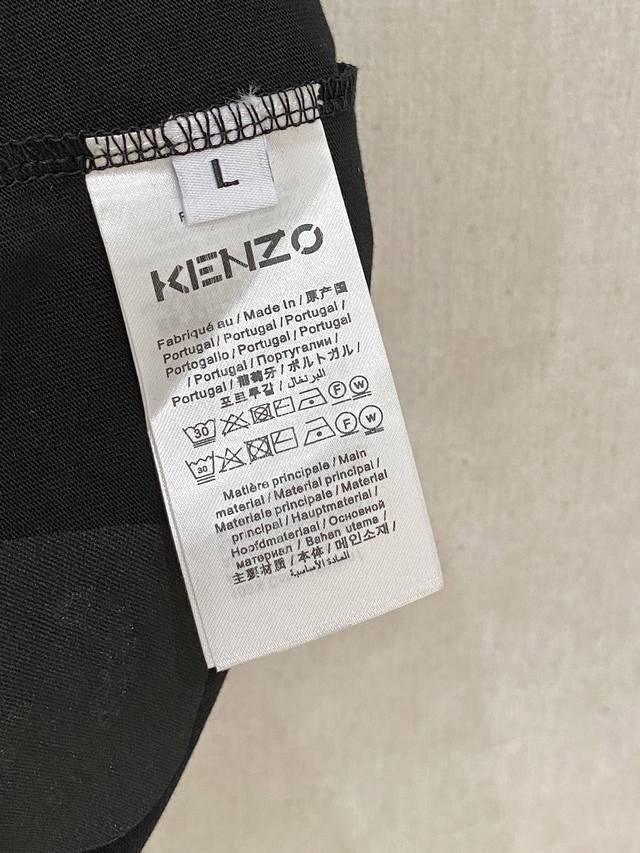 L
KENZO
Fabriqué au / Made In / 原产国
Portugal / Portugal / Portugal /
Portogallo / Portugal / Portugal
/ Portugal / Португалии /
Portugal / 葡萄牙 / ポルトガル /
포르투갈 / البرتغال /
30 F W
30 F W
Matière principale / Main
material / Material principal /
Materiale principale / Material
principal / Hauptmaterial /
Hoofdmateriaal / Основной
материал / Bahan utama /
主要材质 / 本体 / 메인소재 /
المادة الأساسية